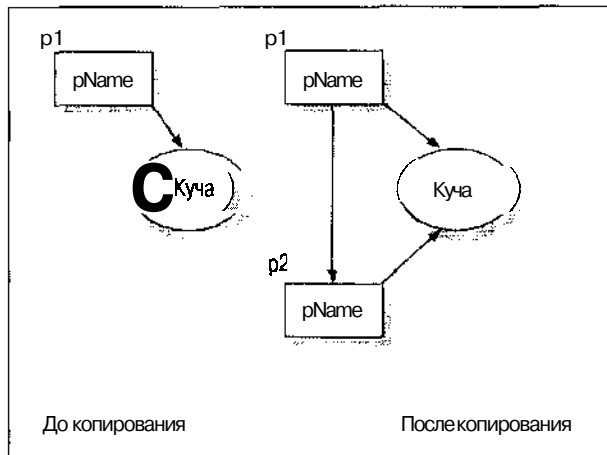 p1
pName
C Куча
До копирования
p1
pName
Куча
p2
pName
После копирования